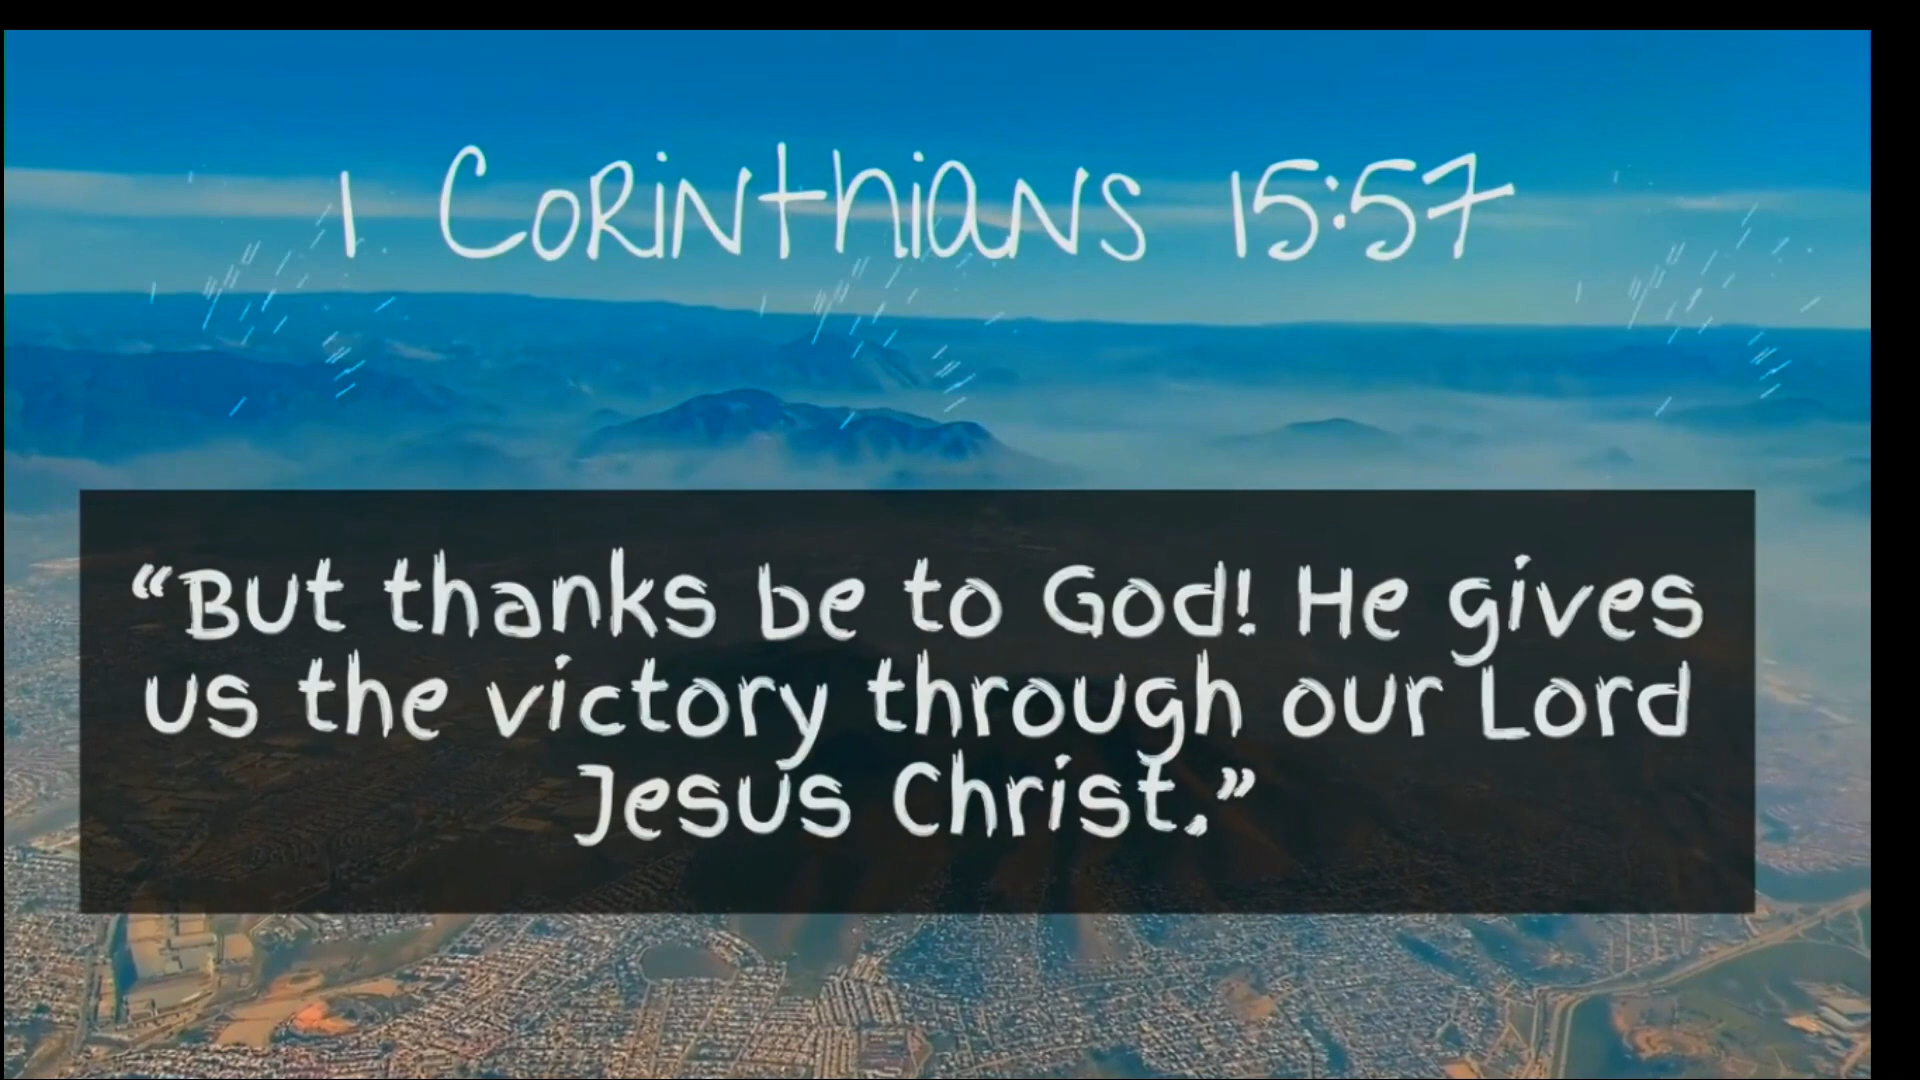 1 Corinthians 15:57
“But thanks be to God! He gives
us the victory through our Lord
Jesus Christ.”